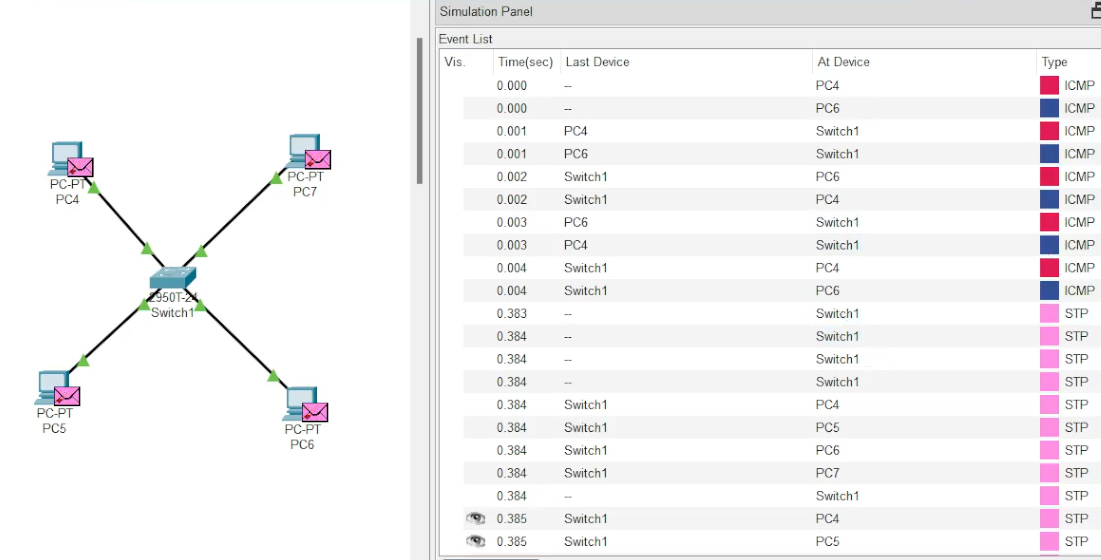 Simulation Panel
Event List
Vis. Time(sec) Last Device At Device Type
0.000 -- PC4 ICMP
0.000 -- PC6 ICMP
0.001 PC4 Switch1 ICMP
0.001 PC6 Switch1 ICMP
0.002 Switch1 PC6 ICMP
0.002 Switch1 PC4 ICMP
0.003 PC6 Switch1 ICMP
0.003 PC4 Switch1 ICMP
0.004 Switch1 PC4 ICMP
0.004 Switch1 PC6 ICMP
0.383 -- Switch1 STP
0.384 -- Switch1 STP
0.384 -- Switch1 STP
0.384 -- Switch1 STP
0.384 Switch1 PC4 STP
0.384 Switch1 PC5 STP
0.384 Switch1 PC6 STP
0.384 Switch1 PC7 STP
0.384 -- Switch1 STP
0.385 Switch1 PC4 STP
0.385 Switch1 PC5 STP
PC-PT
PC4
PC-PT
PC7
2950T-24
Switch1
PC-PT
PC5
PC-PT
PC6